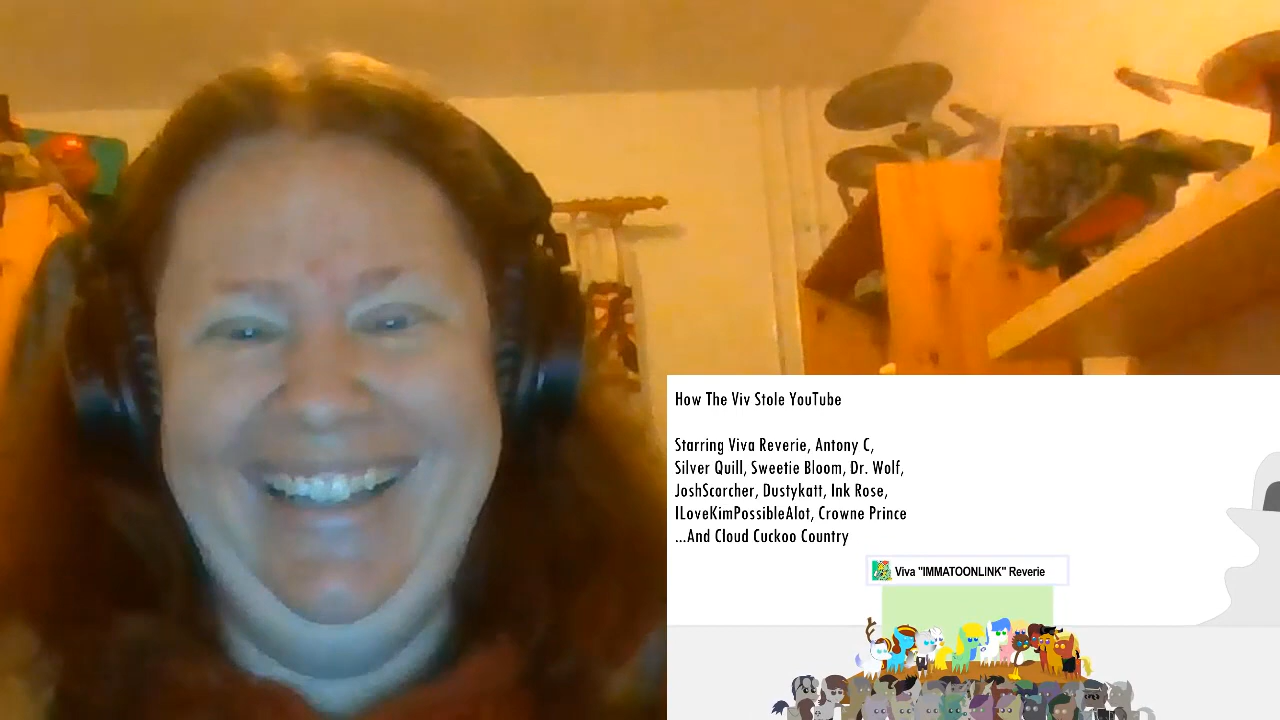 How The Viv Stole YouTube
Starring Viva Reverie, Antony C,
Silver Quill, Sweetie Bloom, Dr. Wolf,
JoshScorcher, Dustykatt, Ink Rose,
ILoveKimPossibleAlot, Crowne Prince
...And Cloud Cuckoo Country
Viva "IMMATOONLINK" Reverie